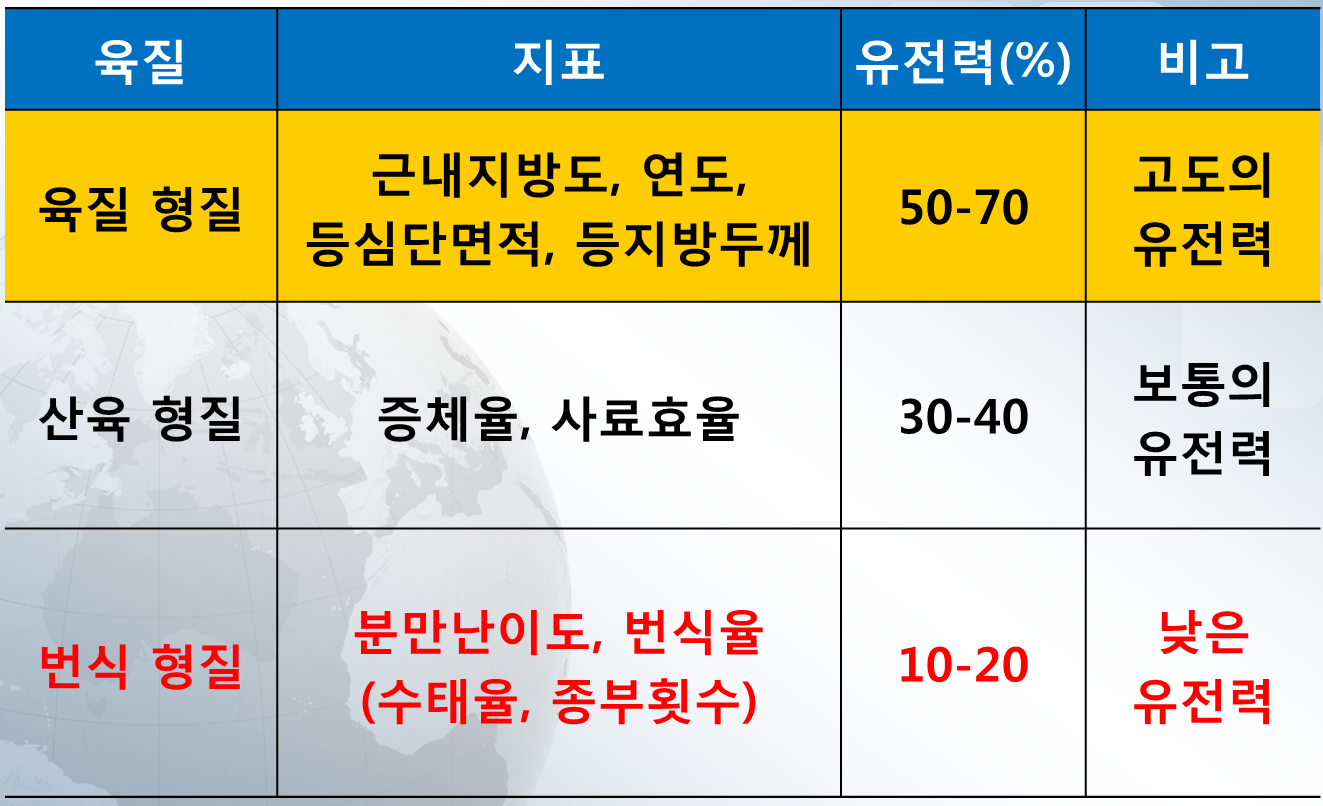 육질 지표 유전력(%) 비고
육질 형질
근내지방도, 연도,
등심단면적, 등지방두께
50-70
고도의
유전력
산육 형질
증체율, 사료효율
30-40
보통의
유전력
번식 형질
분만난이도, 번식율
(수태율, 종부횟수)
10-20
낮은
유전력